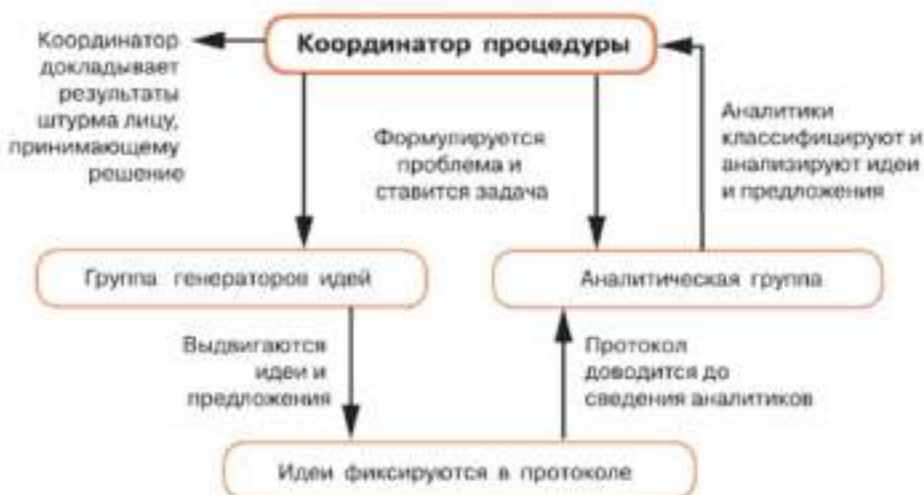 Координатор процедуры
Координатор
докладывает
результаты
штурма лицу,
принимающему
решение
Формулируется
проблема и
ставится задача
Аналитики
классифицируют и
анализируют идеи
и предложения
Группа генераторов идей
Аналитическая группа
Выдвигаются
идеи и
предложения
Протокол
доводится до
сведения аналитиков
Идеи фиксируются в протоколе